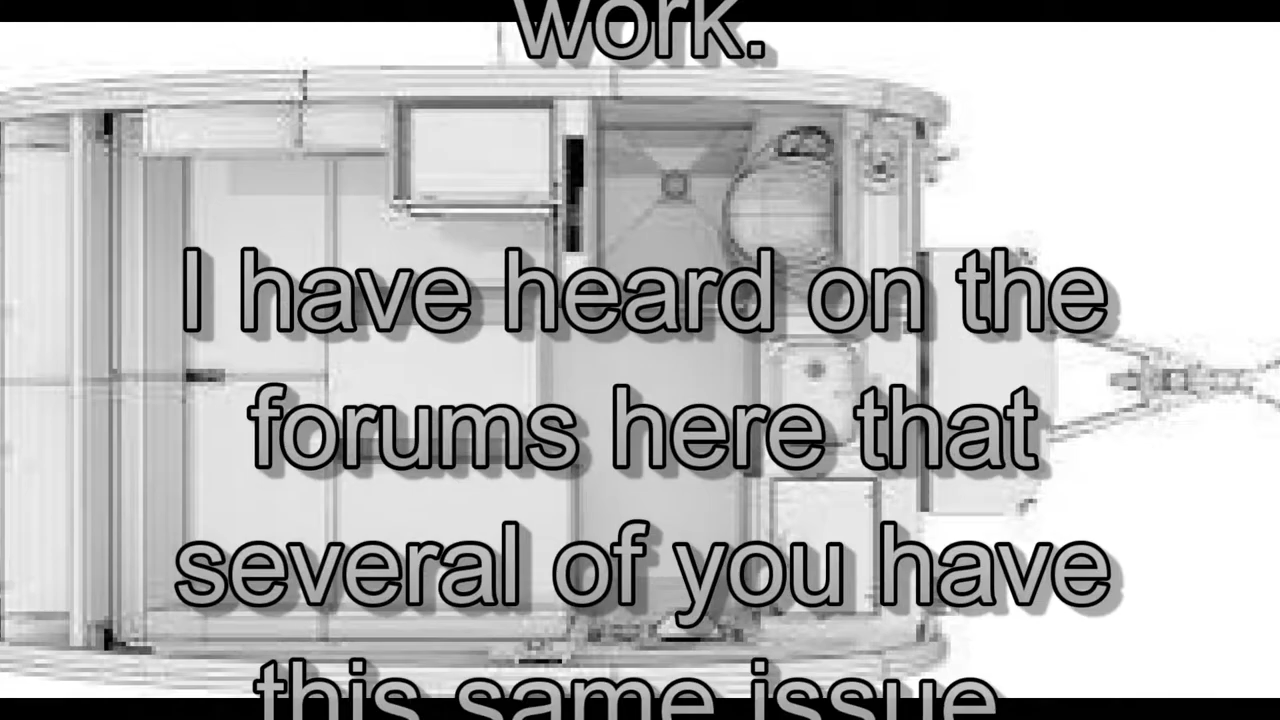 work.
I have heard on the
forums here that
several of you have
this same issue